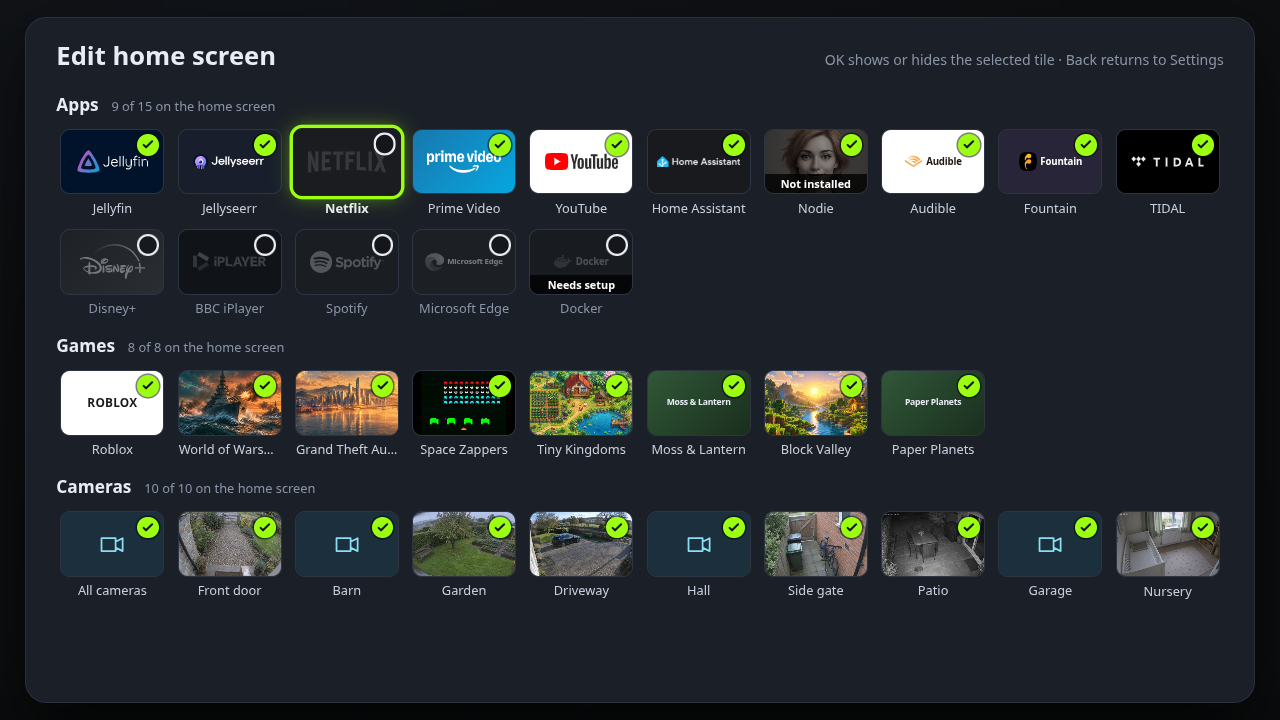 Edit home screen
OK shows or hides the selected tile · Back returns to Settings
Apps 9 of 15 on the home screen
Jellyfin Jellyseerr NETFLIX prime video YouTube Home Assistant Not installed Audible Fountain TIDAL
Jellyfin Jellyseerr Netflix Prime Video YouTube Home Assistant Nodie Audible Fountain TIDAL
Disney+ iPLAYER Spotify Microsoft Edge Docker
Needs setup
Disney+ BBC iPlayer Spotify Microsoft Edge Docker
Games 8 of 8 on the home screen
ROBLOX Moss & Lantern Paper Planets
Roblox World of Wars... Grand Theft Au... Space Zappers Tiny Kingdoms Moss & Lantern Block Valley Paper Planets
Cameras 10 of 10 on the home screen
All cameras Front door Barn Garden Driveway Hall Side gate Patio Garage Nursery